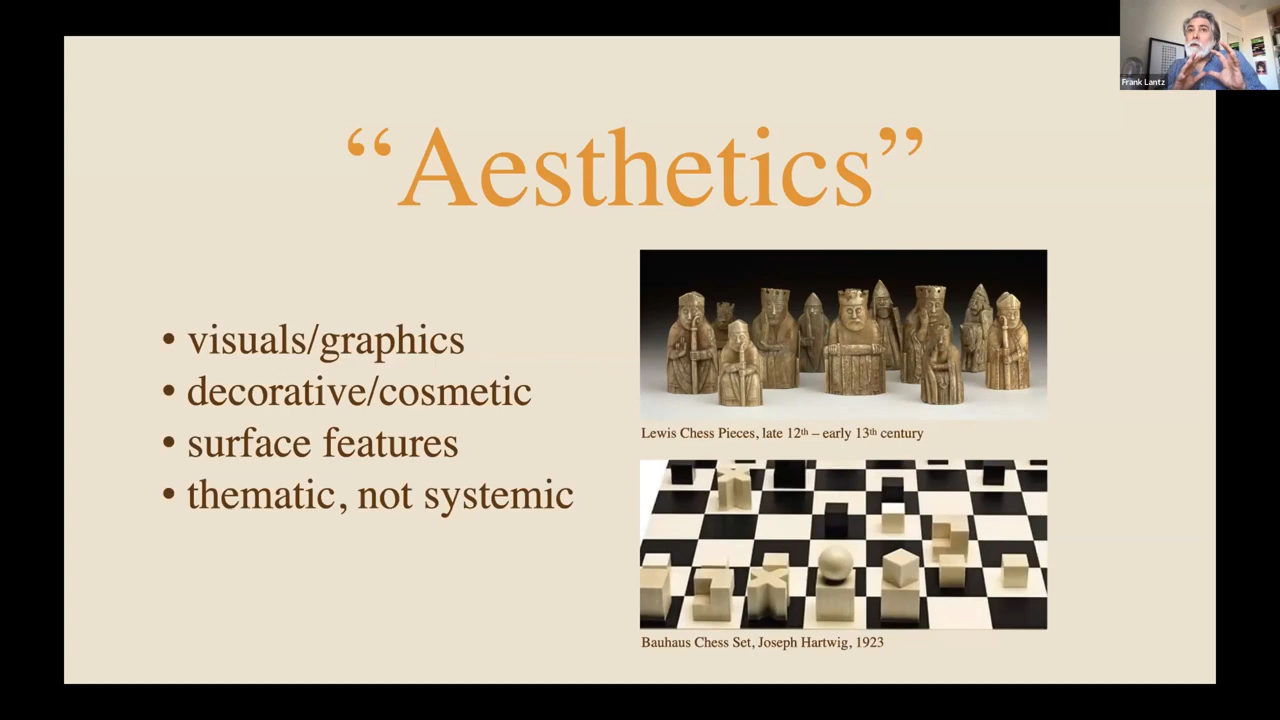 Frank Lantz
“Aesthetics”
• visuals/graphics
• decorative/cosmetic
• surface features
• thematic, not systemic
Lewis Chess Pieces, late 12th – early 13th century
Bauhaus Chess Set, Joseph Hartwig, 1923